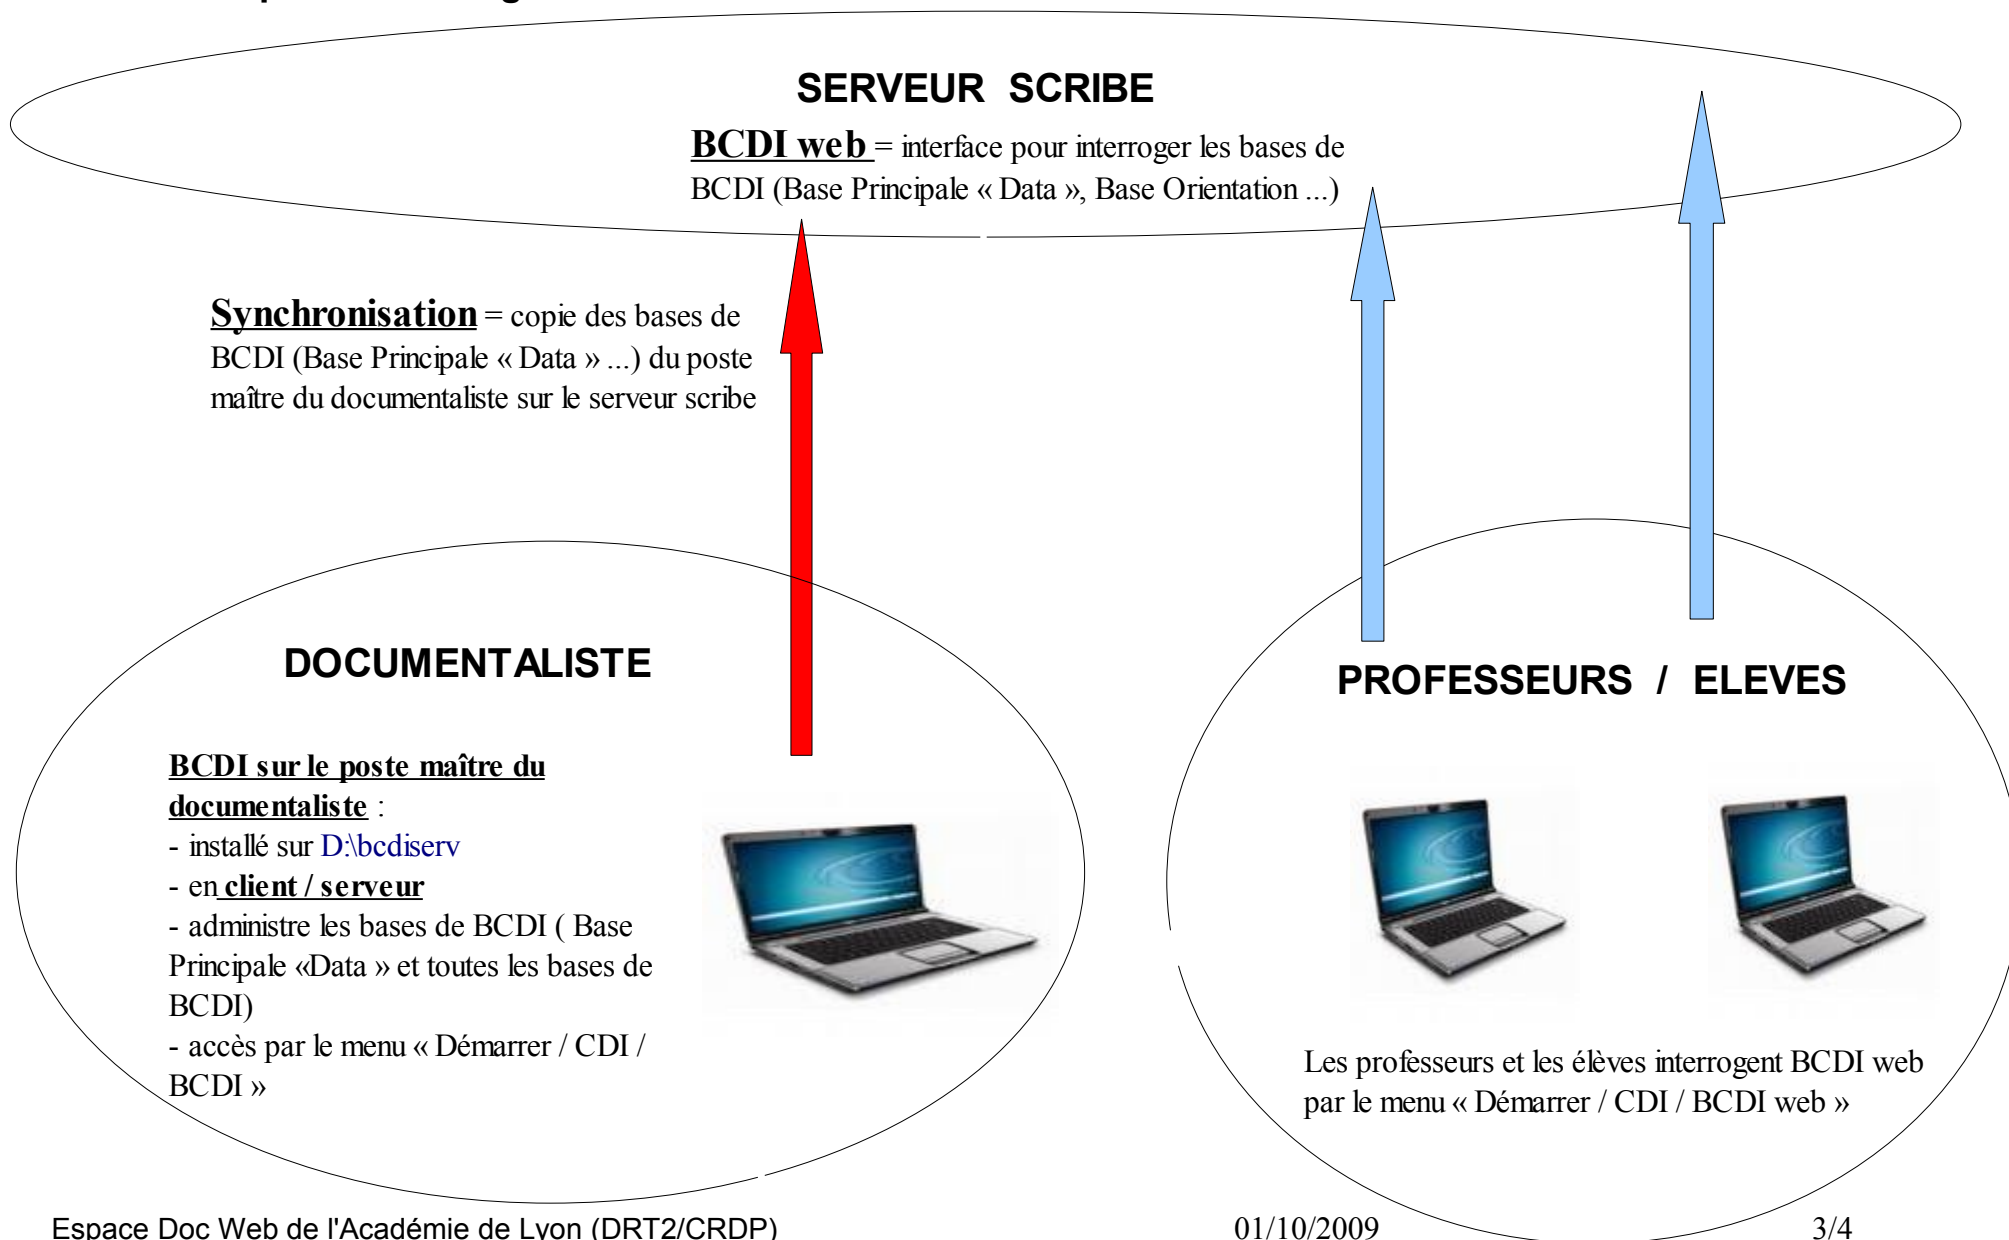 SERVEUR SCRIBE
BCDI web = interface pour interroger les bases de
BCDI (Base Principale « Data », Base Orientation ...)
Synchronisation = copie des bases de
BCDI (Base Principale « Data » ...) du poste
maître du documentaliste sur le serveur scribe
DOCUMENTALISTE
BCDI sur le poste maître du
documentaliste :
- installé sur D:\bcdiserv
- en client / serveur
- administre les bases de BCDI ( Base
Principale «Data » et toutes les bases de
BCDI)
- accès par le menu « Démarrer / CDI /
BCDI »
PROFESSEURS / ELEVES
Les professeurs et les élèves interrogent BCDI web
par le menu « Démarrer / CDI / BCDI web »
Espace Doc Web de l'Académie de Lyon (DRT2/CRDP)
01/10/2009
3/4